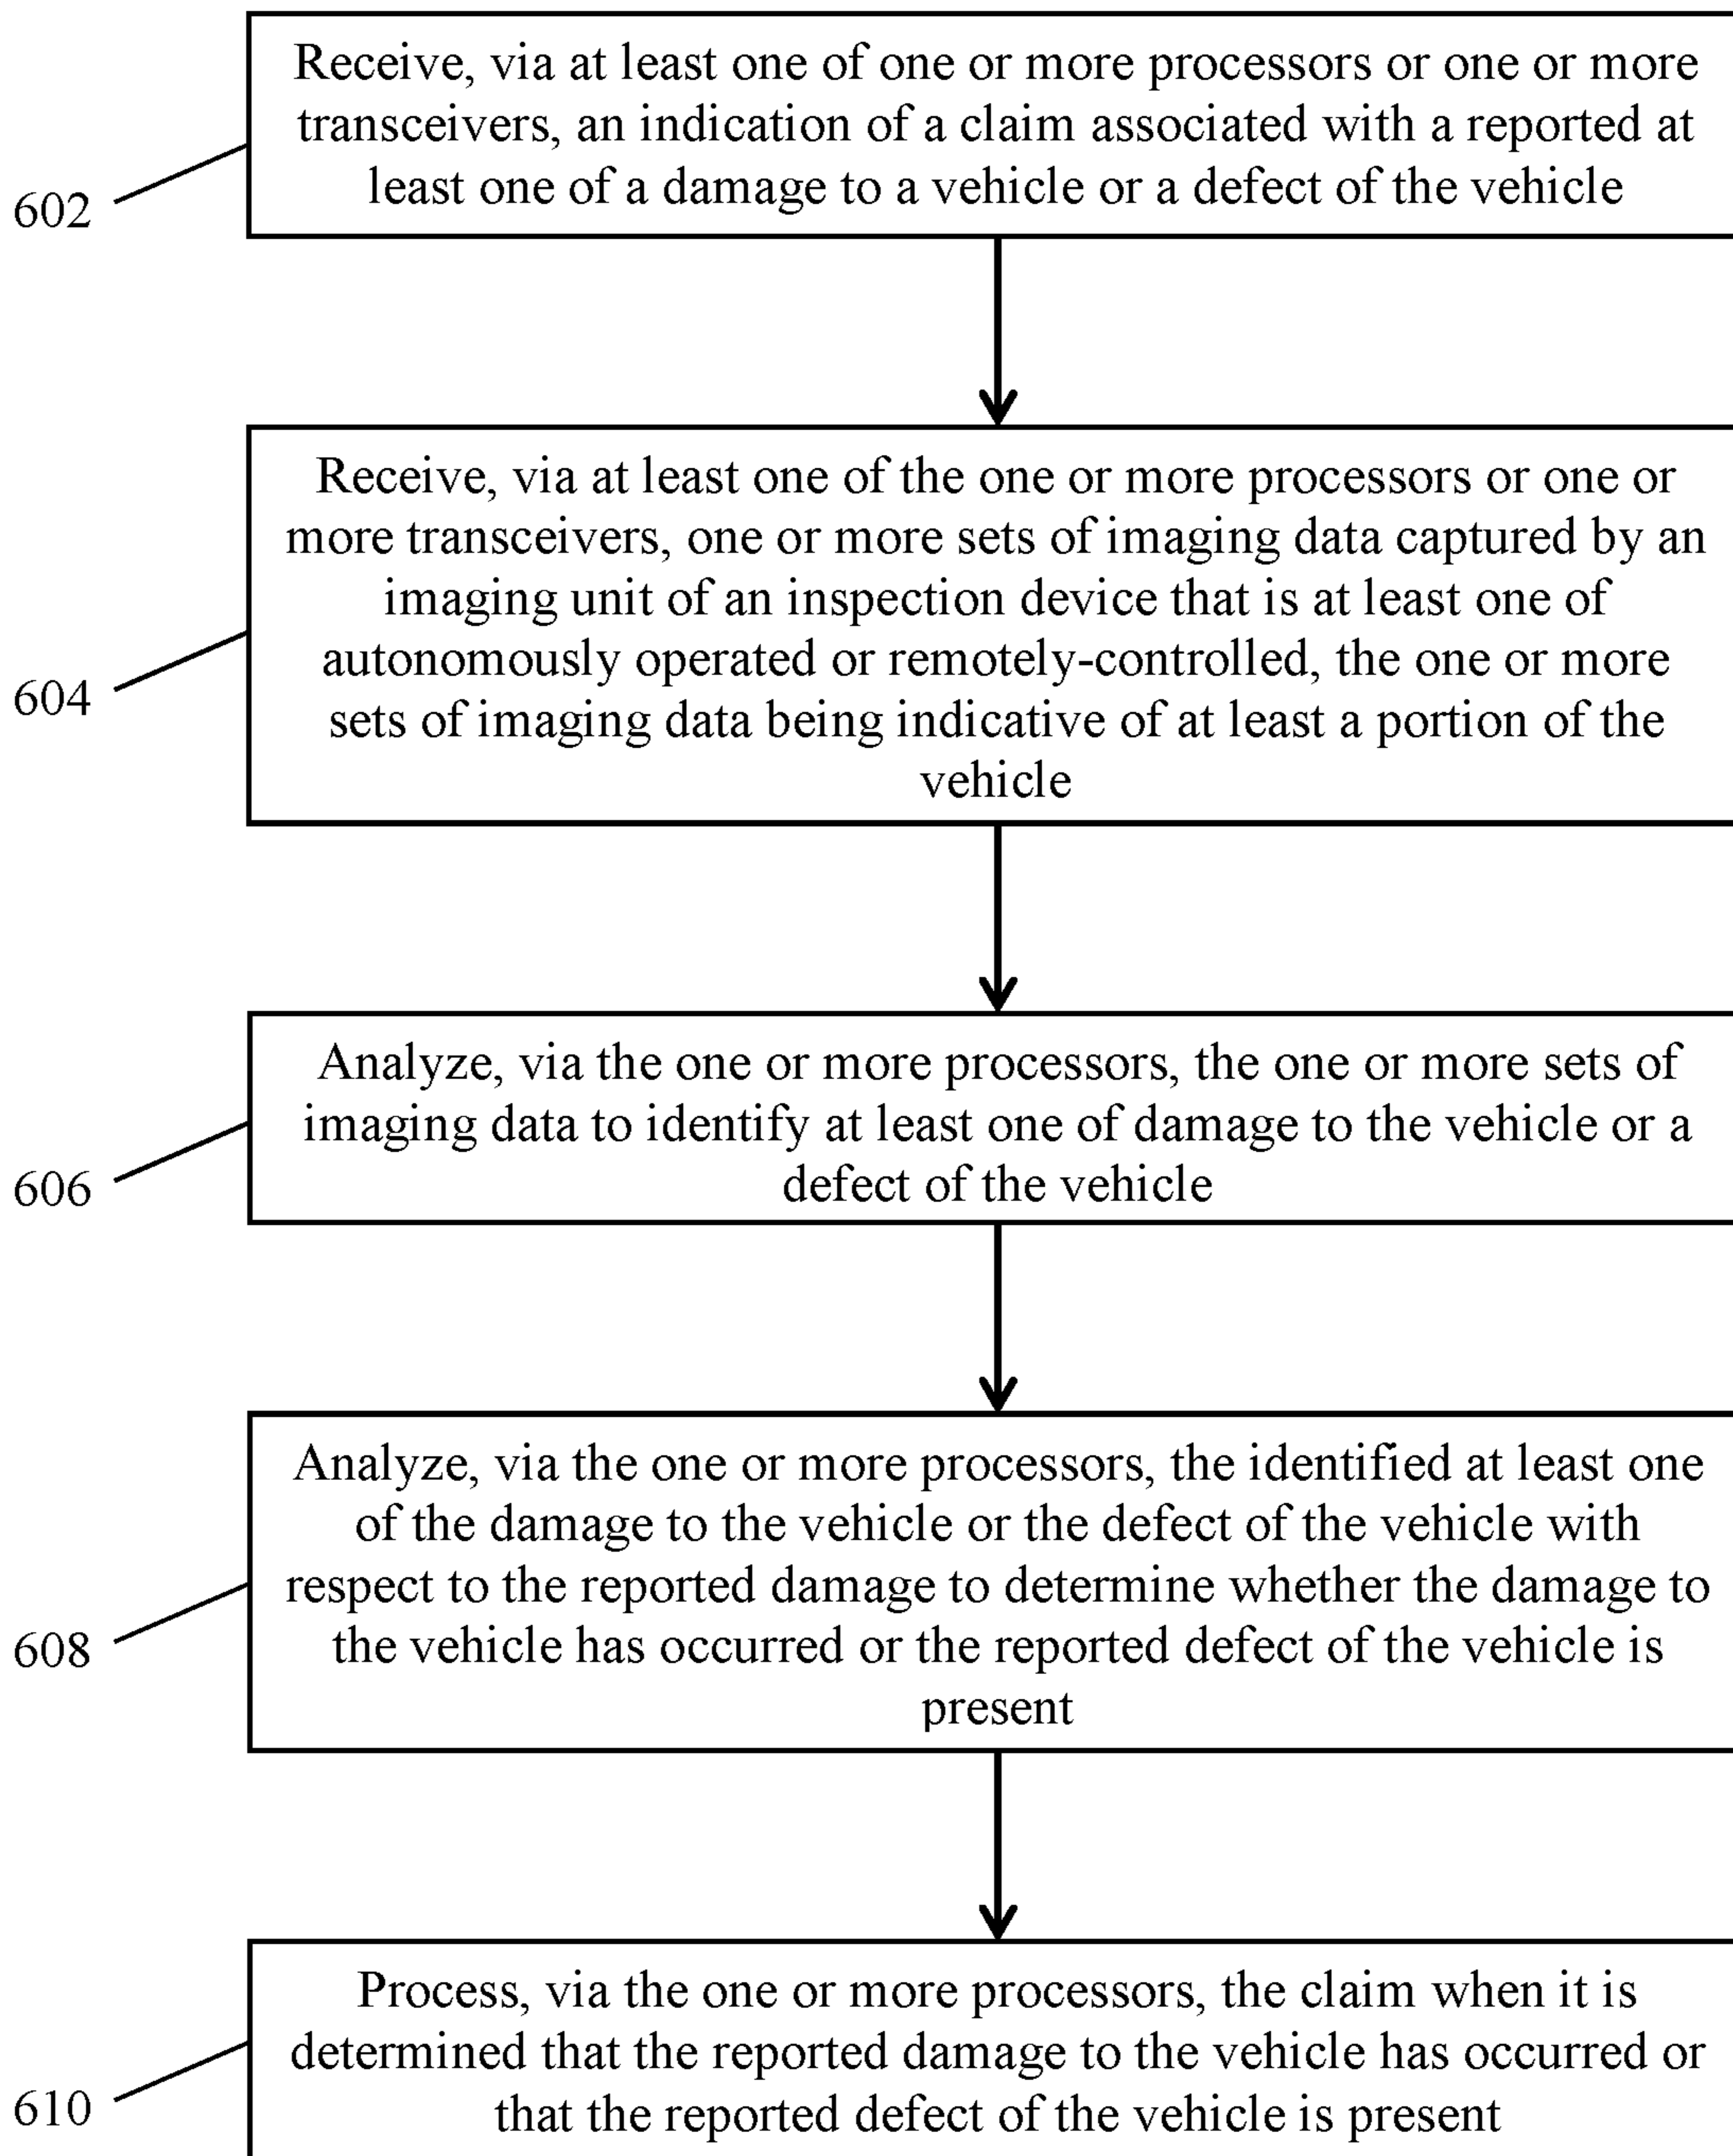 Receive, via at least one of one or more processors or one or more
transceivers, an indication of a claim associated with a reported at
least one of a damage to a vehicle or a defect of the vehicle
602
Receive, via at least one of the one or more processors or one or
more transceivers, one or more sets of imaging data captured by an
imaging unit of an inspection device that is at least one of
autonomously operated or remotely-controlled, the one or more
sets of imaging data being indicative of at least a portion of the
vehicle
604
Analyze, via the one or more processors, the one or more sets of
imaging data to identify at least one of damage to the vehicle or a
defect of the vehicle
606
Analyze, via the one or more processors, the identified at least one
of the damage to the vehicle or the defect of the vehicle with
respect to the reported damage to determine whether the damage to
the vehicle has occurred or the reported defect of the vehicle is
present
608
Process, via the one or more processors, the claim when it is
determined that the reported damage to the vehicle has occurred or
that the reported defect of the vehicle is present
610